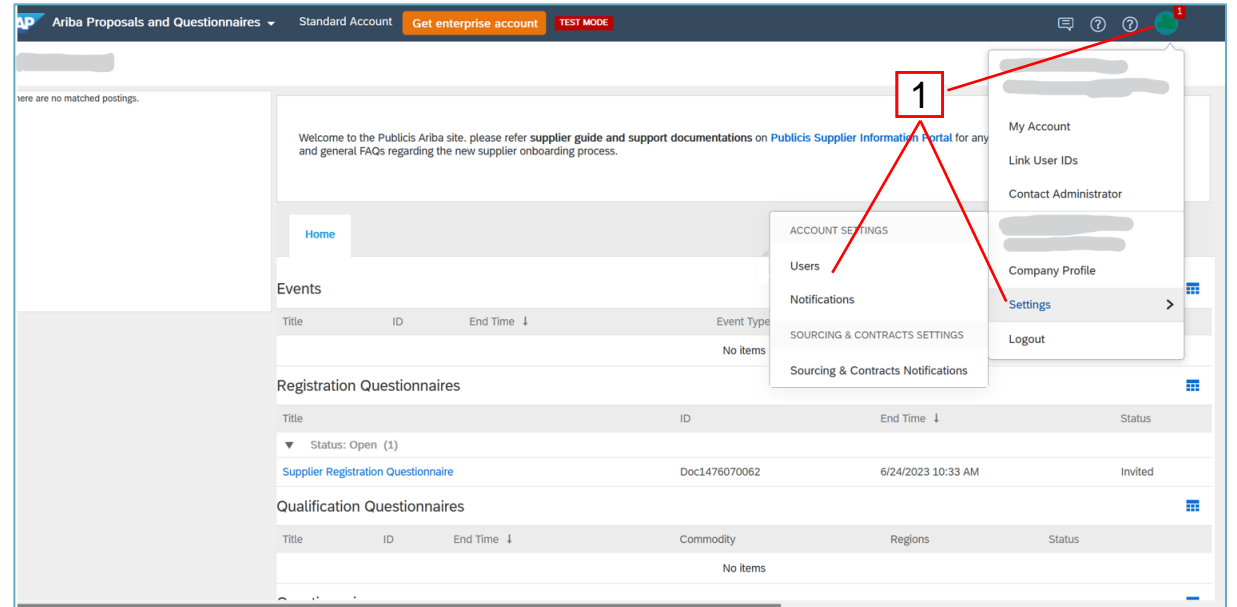 AP Ariba Proposals and Questionnaires Standard Account Get enterprise account TEST MODE 1
here are no matched postings.
1
Welcome to the Publicis Ariba site. please refer supplier guide and support documentations on Publicis Supplier Information Portal for any
and general FAQs regarding the new supplier onboarding process.
My Account
Link User IDs
Contact Administrator
Company Profile
Settings
Logout
ACCOUNT SETTINGS
Users
Notifications
SOURCING & CONTRACTS SETTINGS
Sourcing & Contracts Notifications
Home
Events
Title ID End Time ↓ Event Type
No items
Registration Questionnaires
Title ID End Time ↓ Status
Status: Open (1)
Supplier Registration Questionnaire Doc1476070062 6/24/2023 10:33 AM Invited
Qualification Questionnaires
Title ID End Time ↓ Commodity Regions Status
No items